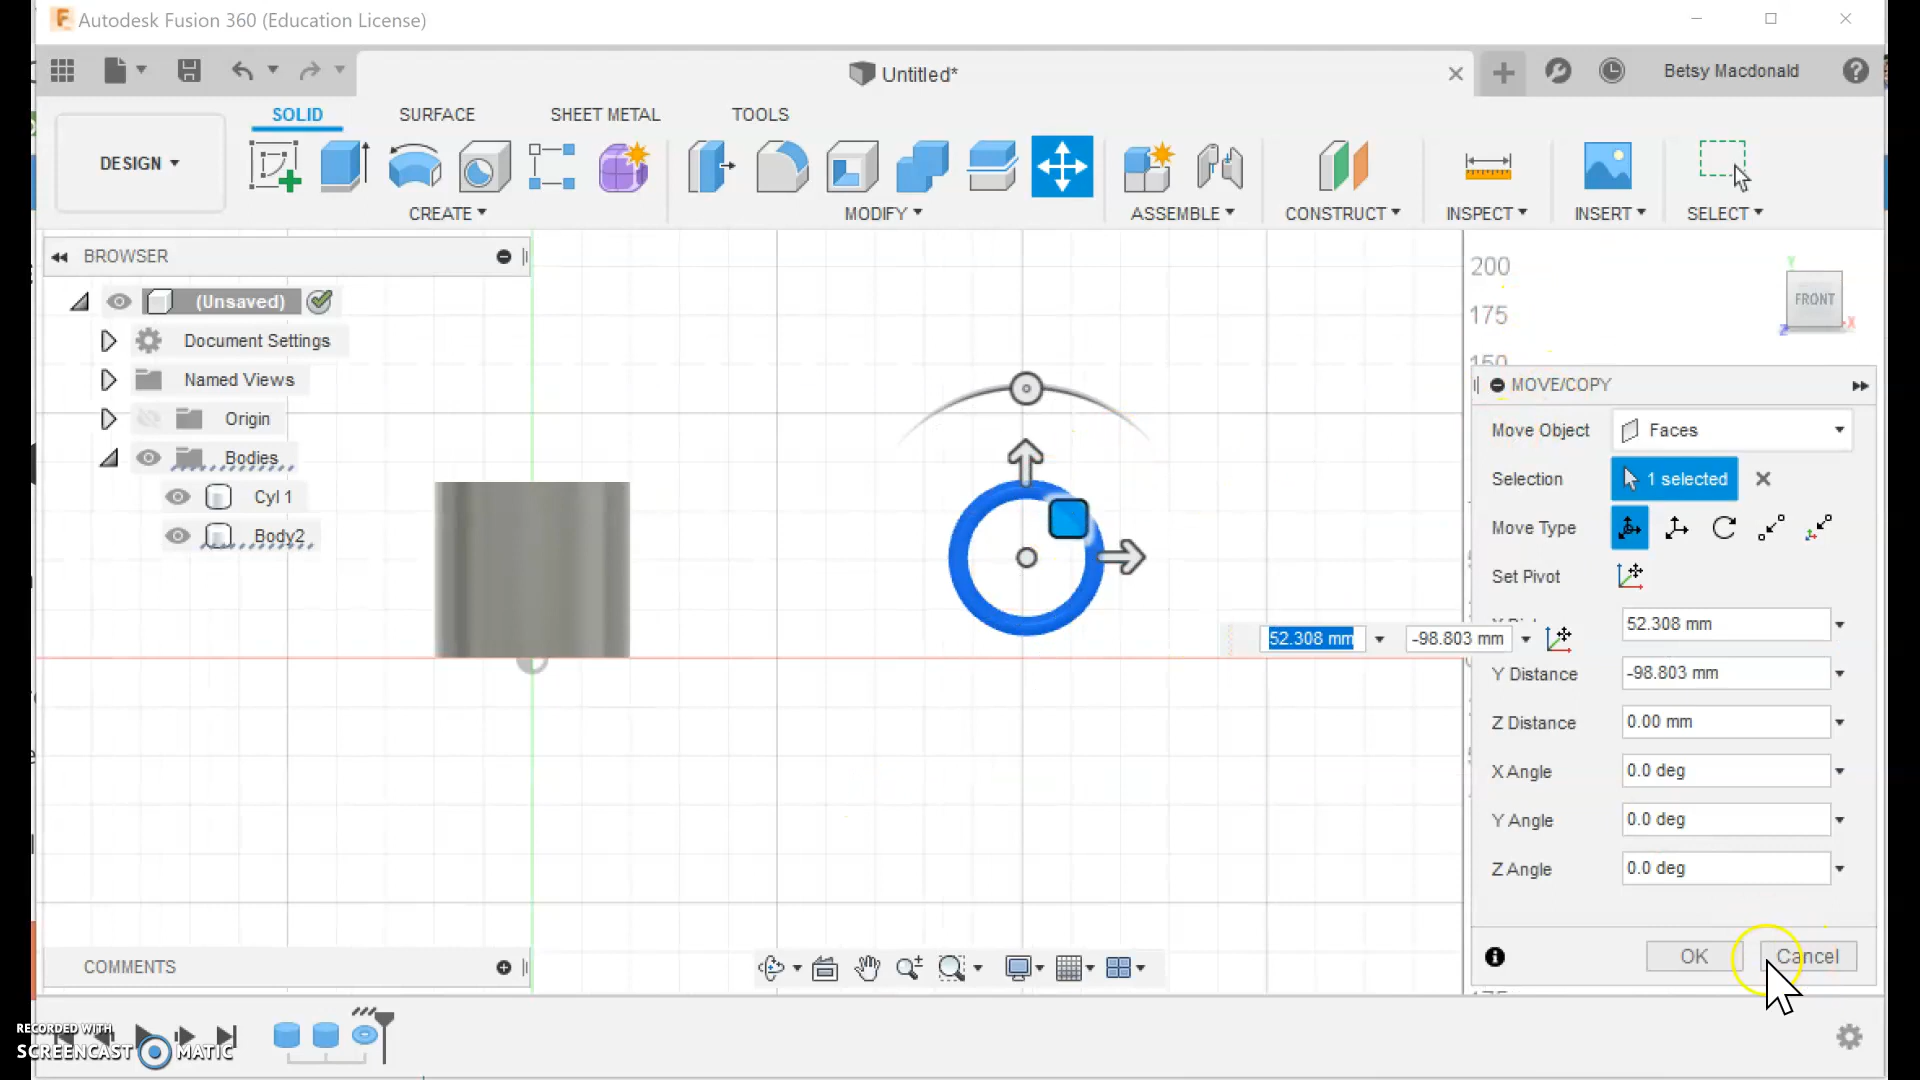 Autodesk Fusion 360 (Education License)
Untitled*
Betsy Macdonald
SOLID
SURFACE
SHEET METAL
TOOLS
DESIGN
CREATE
MODIFY
ASSEMBLE
CONSTRUCT
INSPECT
INSERT
SELECT
BROWSER
(Unsaved)
Document Settings
Named Views
Origin
Bodies
Cyl 1
Body2
200
175
150
Y
FRONT
X
Z
MOVE/COPY
Move Object
Faces
Selection
1 selected
Move Type
Set Pivot
52.308 mm
52.308 mm
-98.803 mm
Y Distance
-98.803 mm
Z Distance
0.00 mm
X Angle
0.0 deg
Y Angle
0.0 deg
Z Angle
0.0 deg
OK
Cancel
COMMENTS
RECORDED WITH
SCREENCAST MATIC